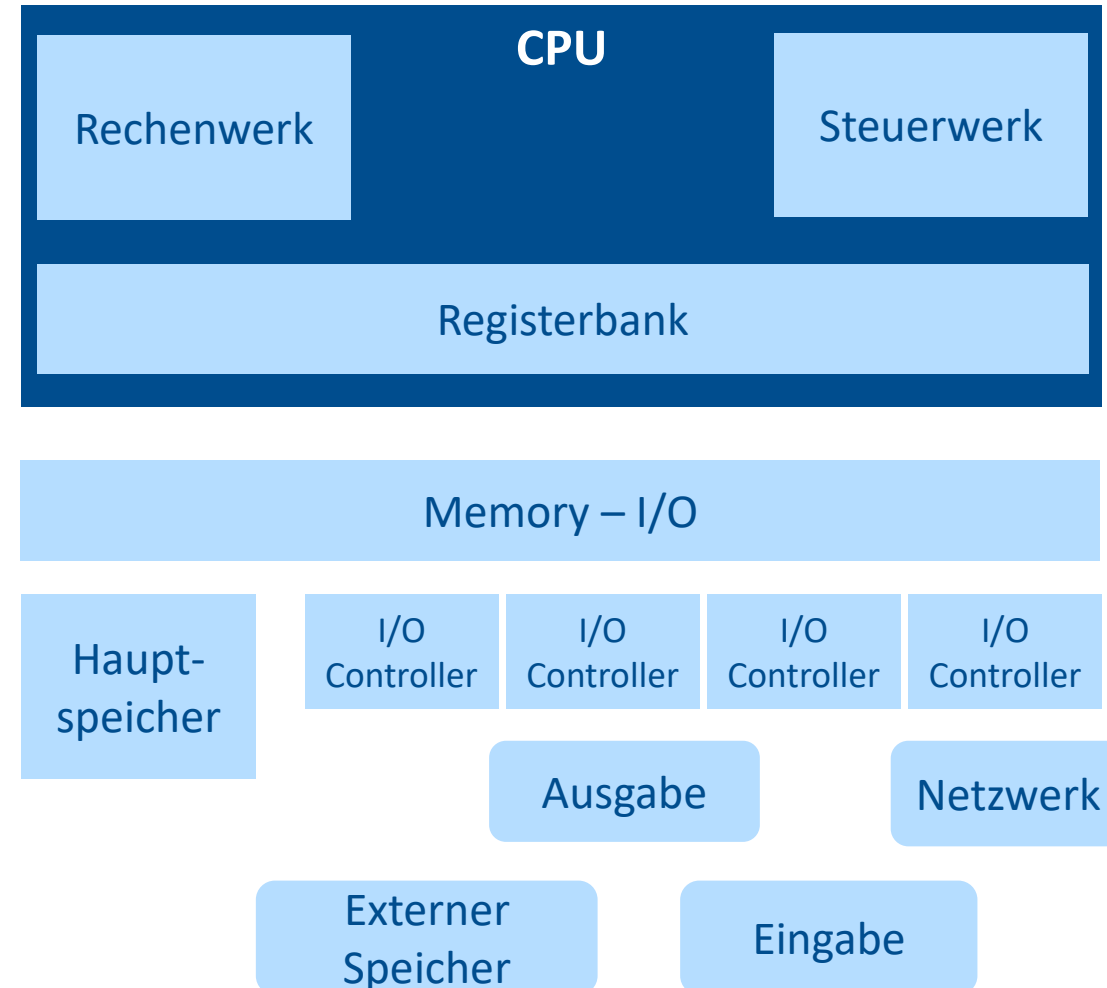 CPU
Rechenwerk
Steuerwerk
Registerbank
Memory – I/O
Haupt-
speicher
I/O
Controller
I/O
Controller
I/O
Controller
I/O
Controller
Ausgabe
Netzwerk
Externer
Speicher
Eingabe